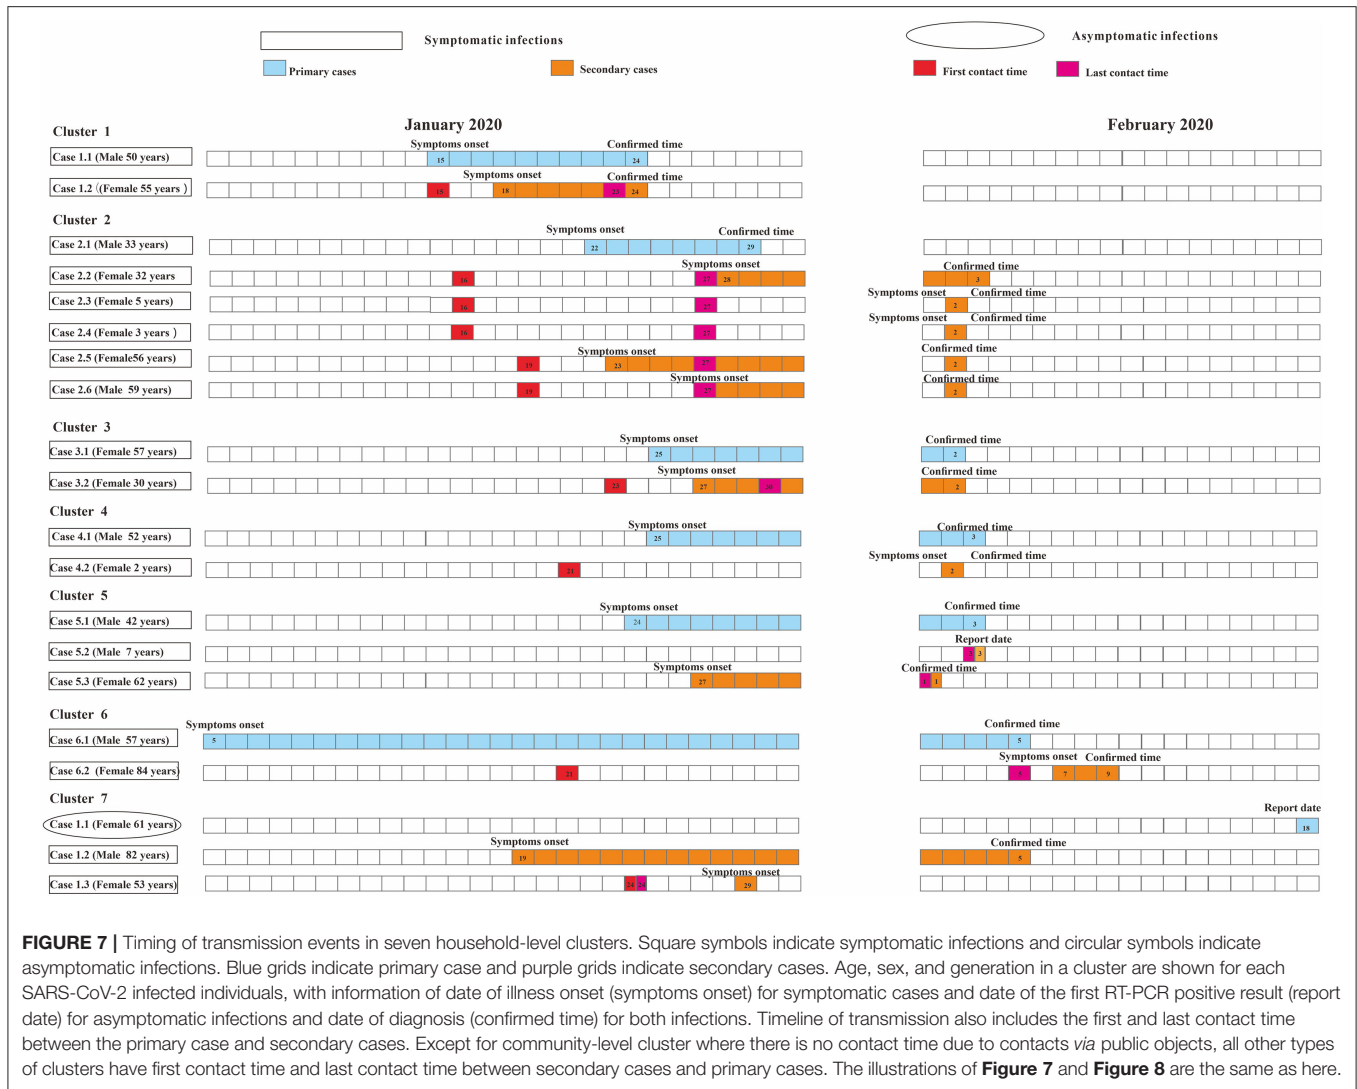 Symptomatic infections
Asymptomatic infections
Primary cases
Secondary cases
First contact time
Last contact time
January 2020
February 2020
Cluster 1
Symptoms onset
Confirmed time
Case 1.1 (Male 50 years)
15
24
Symptoms onset
Confirmed time
Case 1.2 ((Female 55 years )
15
18
23
24
Cluster 2
Symptoms onset
Confirmed time
Case 2.1 (Male 33 years)
22
29
Symptoms onset
Confirmed time
Case 2.2 (Female 32 years
16
27
28
3
Symptoms onset
Confirmed time
Case 2.3 (Female 5 years)
16
27
2
Symptoms onset
Confirmed time
Case 2.4 (Female 3 years )
16
27
2
Symptoms onset
Confirmed time
Case 2.5 (Female56 years)
19
23
27
2
Symptoms onset
Confirmed time
Case 2.6 (Male 59 years)
19
27
2
Cluster 3
Symptoms onset
Confirmed time
Case 3.1 (Female 57 years)
25
2
Symptoms onset
Confirmed time
Case 3.2 (Female 30 years)
23
27
30
2
Cluster 4
Symptoms onset
Confirmed time
Case 4.1 (Male 52 years)
25
3
Symptoms onset
Confirmed time
Case 4.2 (Female 2 years)
21
2
Cluster 5
Symptoms onset
Confirmed time
Case 5.1 (Male 42 years)
24
3
Report date
Case 5.2 (Male 7 years)
3
Symptoms onset
Confirmed time
Case 5.3 (Female 62 years)
27
1
1
Cluster 6
Symptoms onset
Confirmed time
Case 6.1 (Male 57 years)
5
5
Symptoms onset
Confirmed time
Case 6.2 (Female 84 years)
21
5
7
9
Cluster 7
Report date
Case 1.1 (Female 61 years)
18
Symptoms onset
Confirmed time
Case 1.2 (Male 82 years)
19
5
Symptoms onset
Case 1.3 (Female 53 years)
24
24
29
FIGURE 7 | Timing of transmission events in seven household-level clusters. Square symbols indicate symptomatic infections and circular symbols indicate
asymptomatic infections. Blue grids indicate primary case and purple grids indicate secondary cases. Age, sex, and generation in a cluster are shown for each
SARS-CoV-2 infected individuals, with information of date of illness onset (symptoms onset) for symptomatic cases and date of the first RT-PCR positive result (report
date) for asymptomatic infections and date of diagnosis (confirmed time) for both infections. Timeline of transmission also includes the first and last contact time
between the primary case and secondary cases. Except for community-level cluster where there is no contact time due to contacts via public objects, all other types
of clusters have first contact time and last contact time between secondary cases and primary cases. The illustrations of Figure 7 and Figure 8 are the same as here.